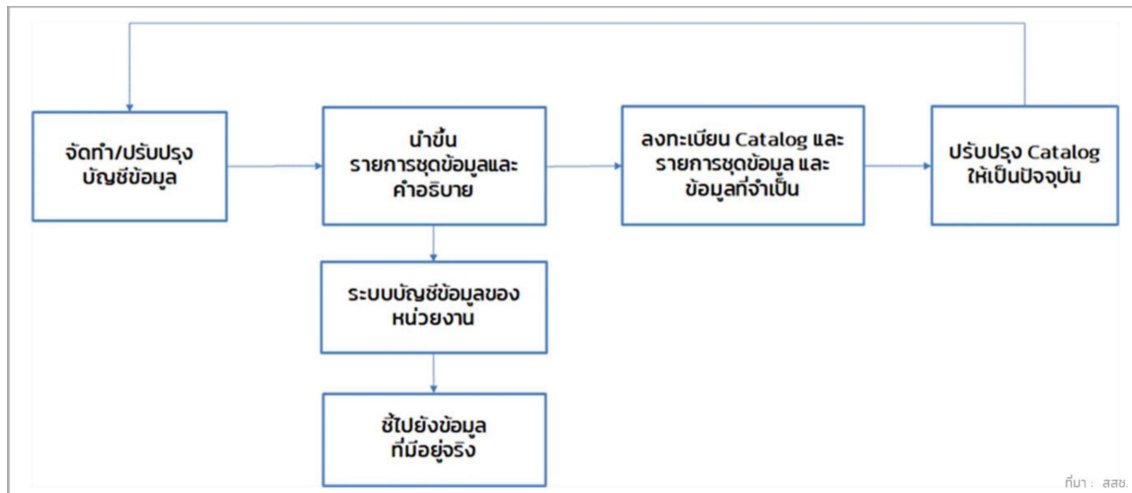 จัดทำ/ปรับปรุง
บัญชีข้อมูล
นำขึ้น
รายการชุดข้อมูลและ
คำอธิบาย
ลงทะเบียน Catalog และ
รายการชุดข้อมูล และ
ข้อมูลที่จำเป็น
ปรับปรุง Catalog
ให้เป็นปัจจุบัน
ระบบบัญชีข้อมูลของ
หน่วยงาน
ชี้ไปยังข้อมูล
ที่มีอยู่จริง
ที่มา : สสช.